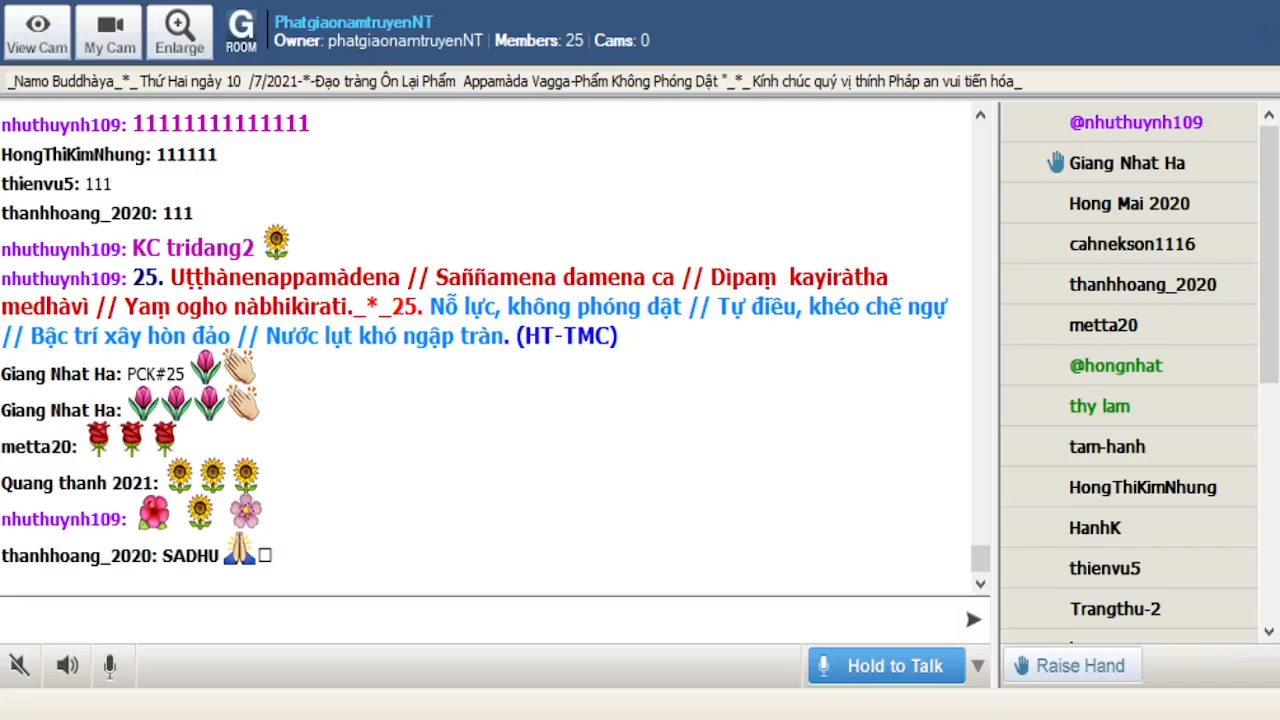 View Cam
My Cam
Enlarge
G
ROOM
PhatgiaonamtruyenNT
Owner: phatgiaonamtruyenNT | Members: 25 | Cams: 0
_Namo Buddhàya_*_Thứ Hai ngày 10 /7/2021-*-Đạo tràng Ôn Lại Phẩm Appamàda Vagga-Phẩm Không Phóng Dật "_*_Kính chúc quý vị thính Pháp an vui tiến hóa_
nhuthuynh109: 11111111111111
HongThiKimNhung: 111111
thienvu5: 111
thanhhoang_2020: 111
nhuthuynh109: KC tridang2
nhuthuynh109: 25. Uṭṭhànenappamàdena // Saññamena damena ca // Dìpaṃ kayiràtha
medhàvì // Yaṃ ogho nàbhikìrati._*_25. Nỗ lực, không phóng dật // Tự điều, khéo chế ngự
// Bậc trí xây hòn đảo // Nước lụt khó ngập tràn. (HT-TMC)
Giang Nhat Ha: PCK#25
Giang Nhat Ha:
metta20:
Quang thanh 2021:
nhuthuynh109:
thanhhoang_2020: SADHU
Hold to Talk
@nhuthuynh109
Giang Nhat Ha
Hong Mai 2020
cahnekson1116
thanhhoang_2020
metta20
@hongnhat
thy lam
tam-hanh
HongThiKimNhung
HanhK
thienvu5
Trangthu-2
Raise Hand